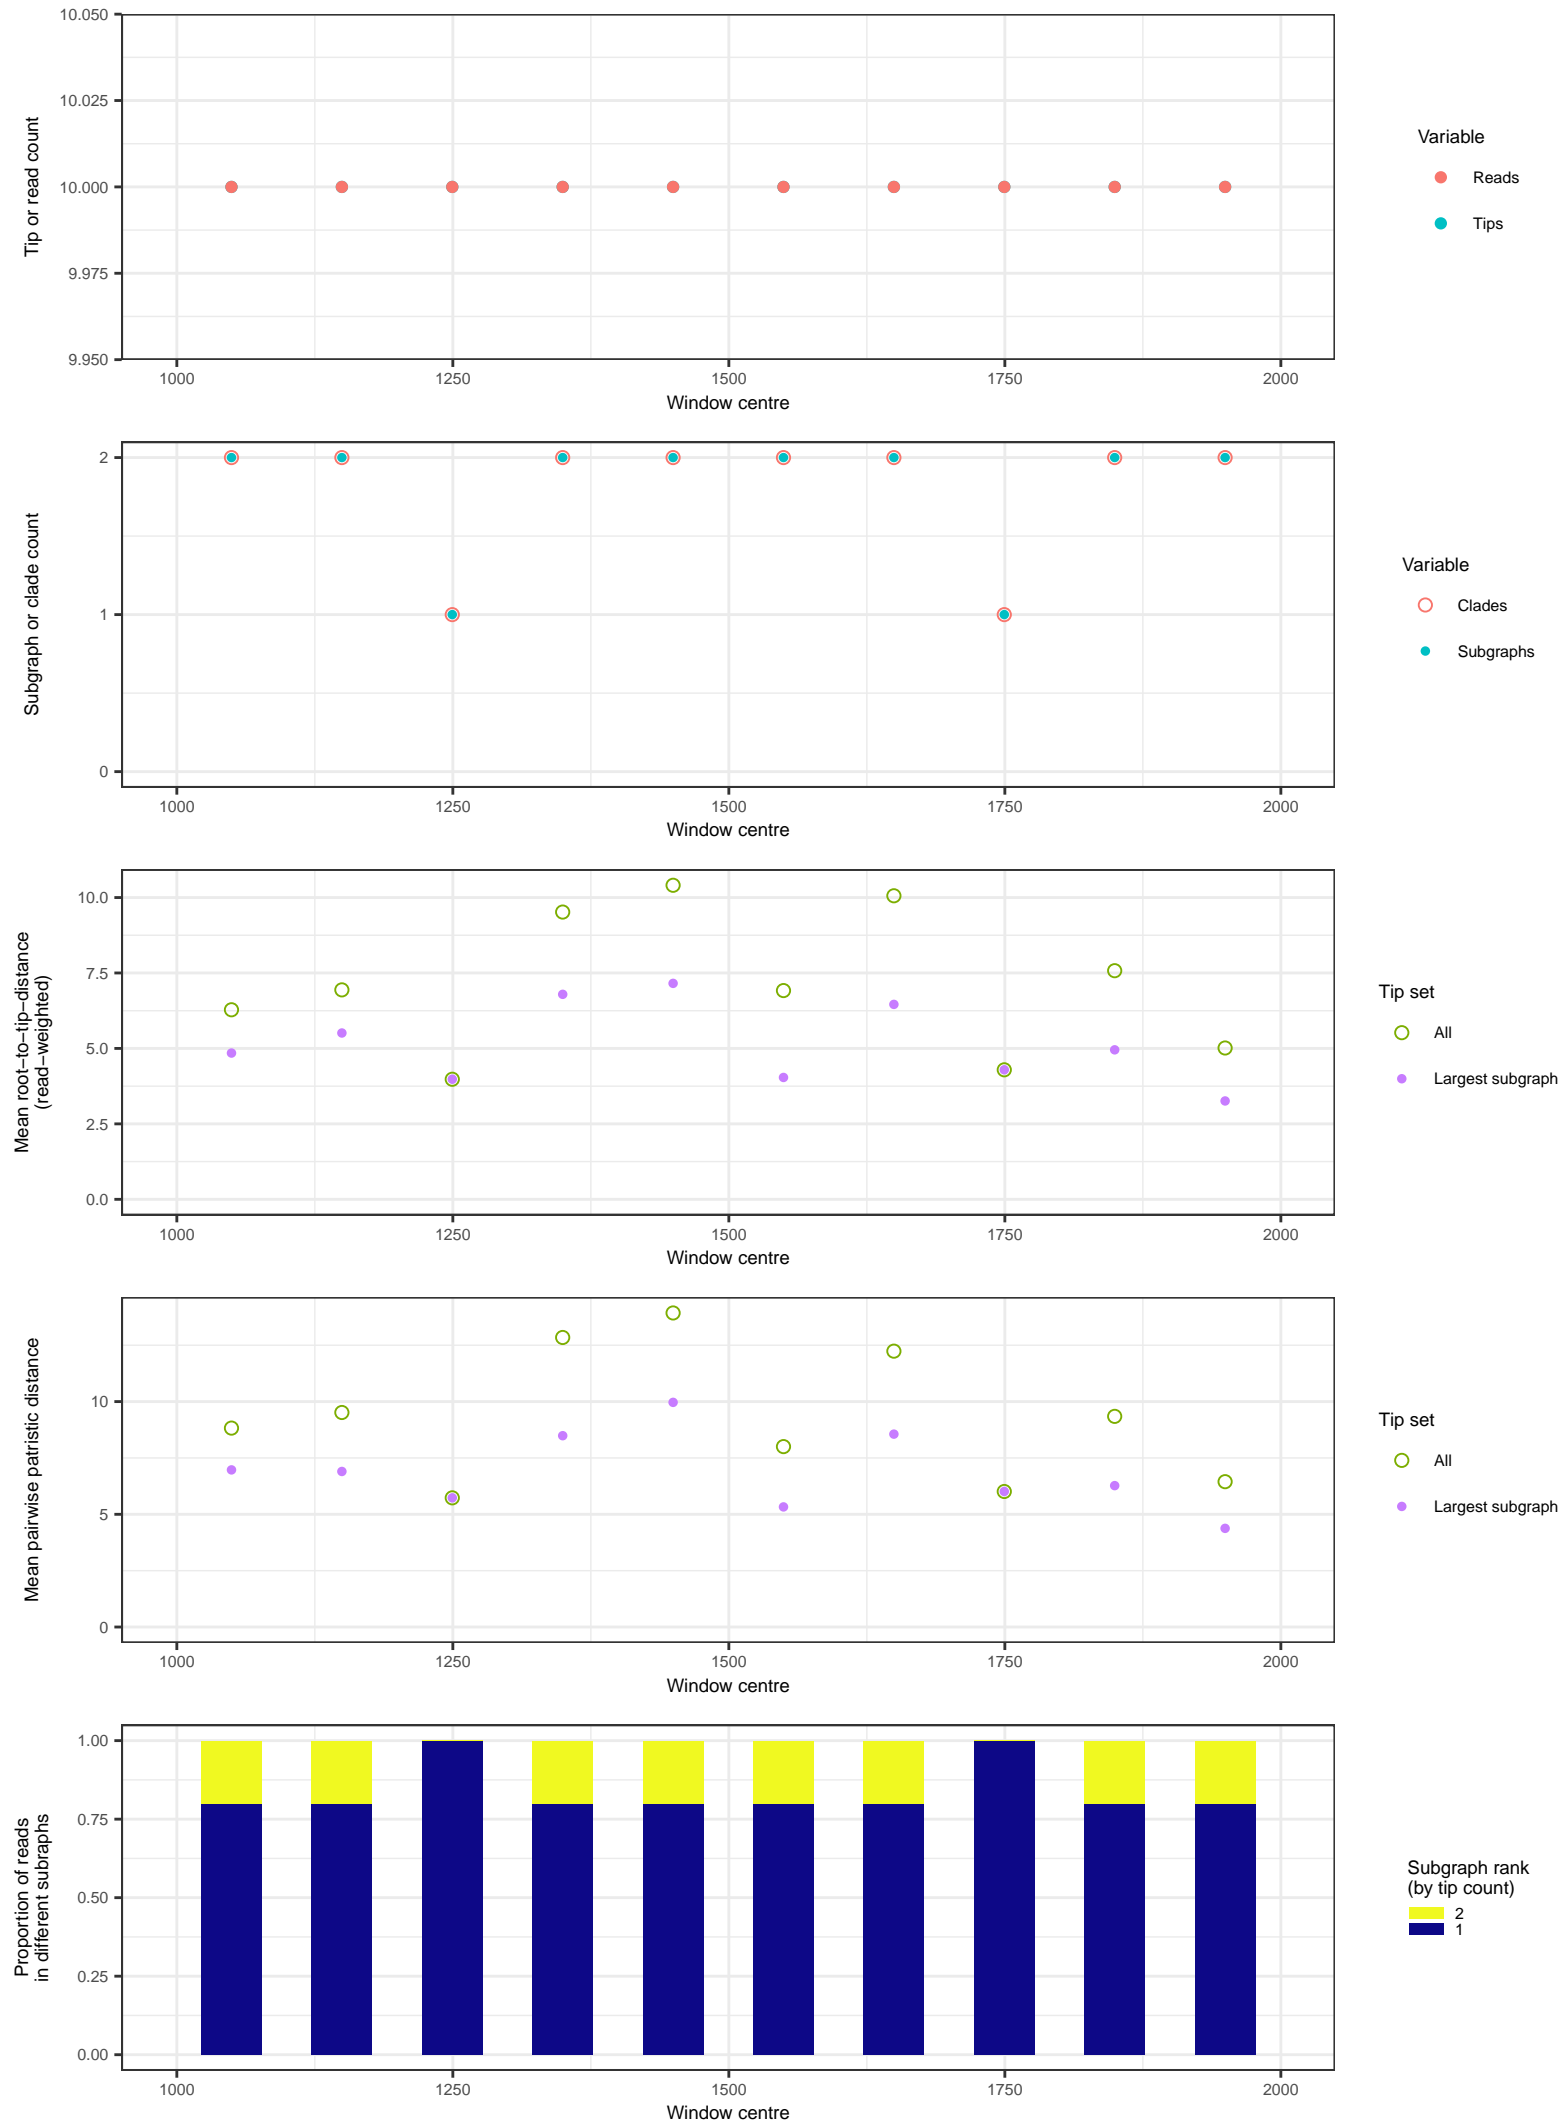 10.050
10.025
10.000
9.975
9.950
Tip or read count
1000 1250 1500 1750 2000
Window centre
Variable
Reads
Tips
2
1
0
Subgraph or clade count
1000 1250 1500 1750 2000
Window centre
Variable
Clades
Subgraphs
10.0
7.5
5.0
2.5
0.0
Mean root−to−tip−distance
(read−weighted)
1000 1250 1500 1750 2000
Window centre
Tip set
All
Largest subgraph
10
5
0
Mean pairwise patristic distance
1000 1250 1500 1750 2000
Window centre
Tip set
All
Largest subgraph
1.00
0.75
0.50
0.25
0.00
Proportion of reads
in different subraphs
1000 1250 1500 1750 2000
Window centre
Subgraph rank
(by tip count)
2
1